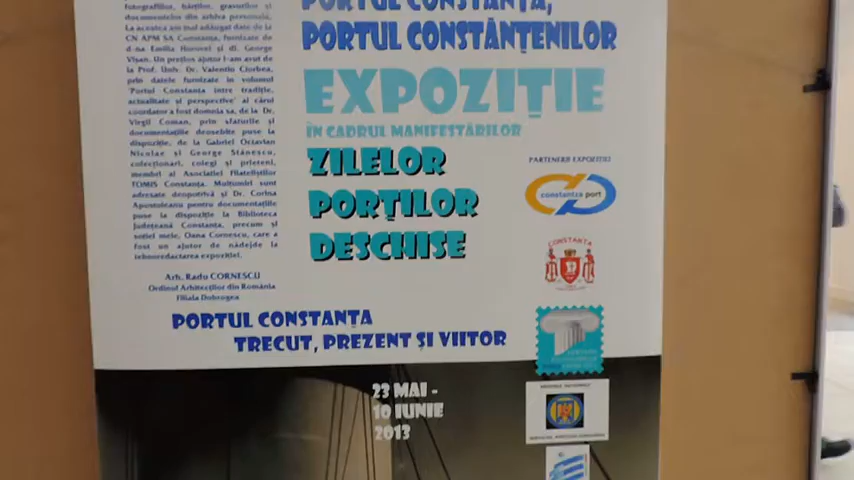 fotografiilor, hărților, gravurilor și
documentelor din arhiva personală.
La acestea am mai adăugat date de la
CN APM SA Constanța, furnizate de
d-na Emilia Horovei și dl. George
Vișan. Un prețios ajutor l-am avut de
la Prof. Univ. Dr. Valentin Ciorbea,
prin datele furnizate în volumul
"Portul Constanța între tradiție,
actualitate și perspective" al cărui
coordonator a fost domnia sa, de la Dr.
Virgil Coman, prin sfaturile și
documentațiile deosebite puse la
dispoziție, de la Gabriel Octavian
Nicolae și George Stănescu,
colecționari, colegi și prieteni,
membri ai Asociației Filateliștilor
TOMIS Constanța. Mulțumiri sunt
adresate deopotrivă și Dr. Corina
Apostoleanu pentru documentațiile
puse la dispoziție la Biblioteca
Județeană Constanța, precum și
soției mele, Oana Cornescu, care a
fost un ajutor de nădejde la
tehnoredactarea expoziției.
Arh. Radu CORNESCU
Ordinul Arhitecților din România
Filiala Dobrogea
PORTUL CONSTANȚA,
PORTUL CONSTĂNȚENILOR
EXPOZIȚIE
ÎN CADRUL MANIFESTĂRILOR
ZILELOR
PORȚILOR
DESCHISE
PARTENERII EXPOZIȚIEI
constantza port
CONSTANȚA
PORTUL CONSTANȚA
TRECUT, PREZENT ȘI VIITOR
23 MAI -
10 IUNIE
2013